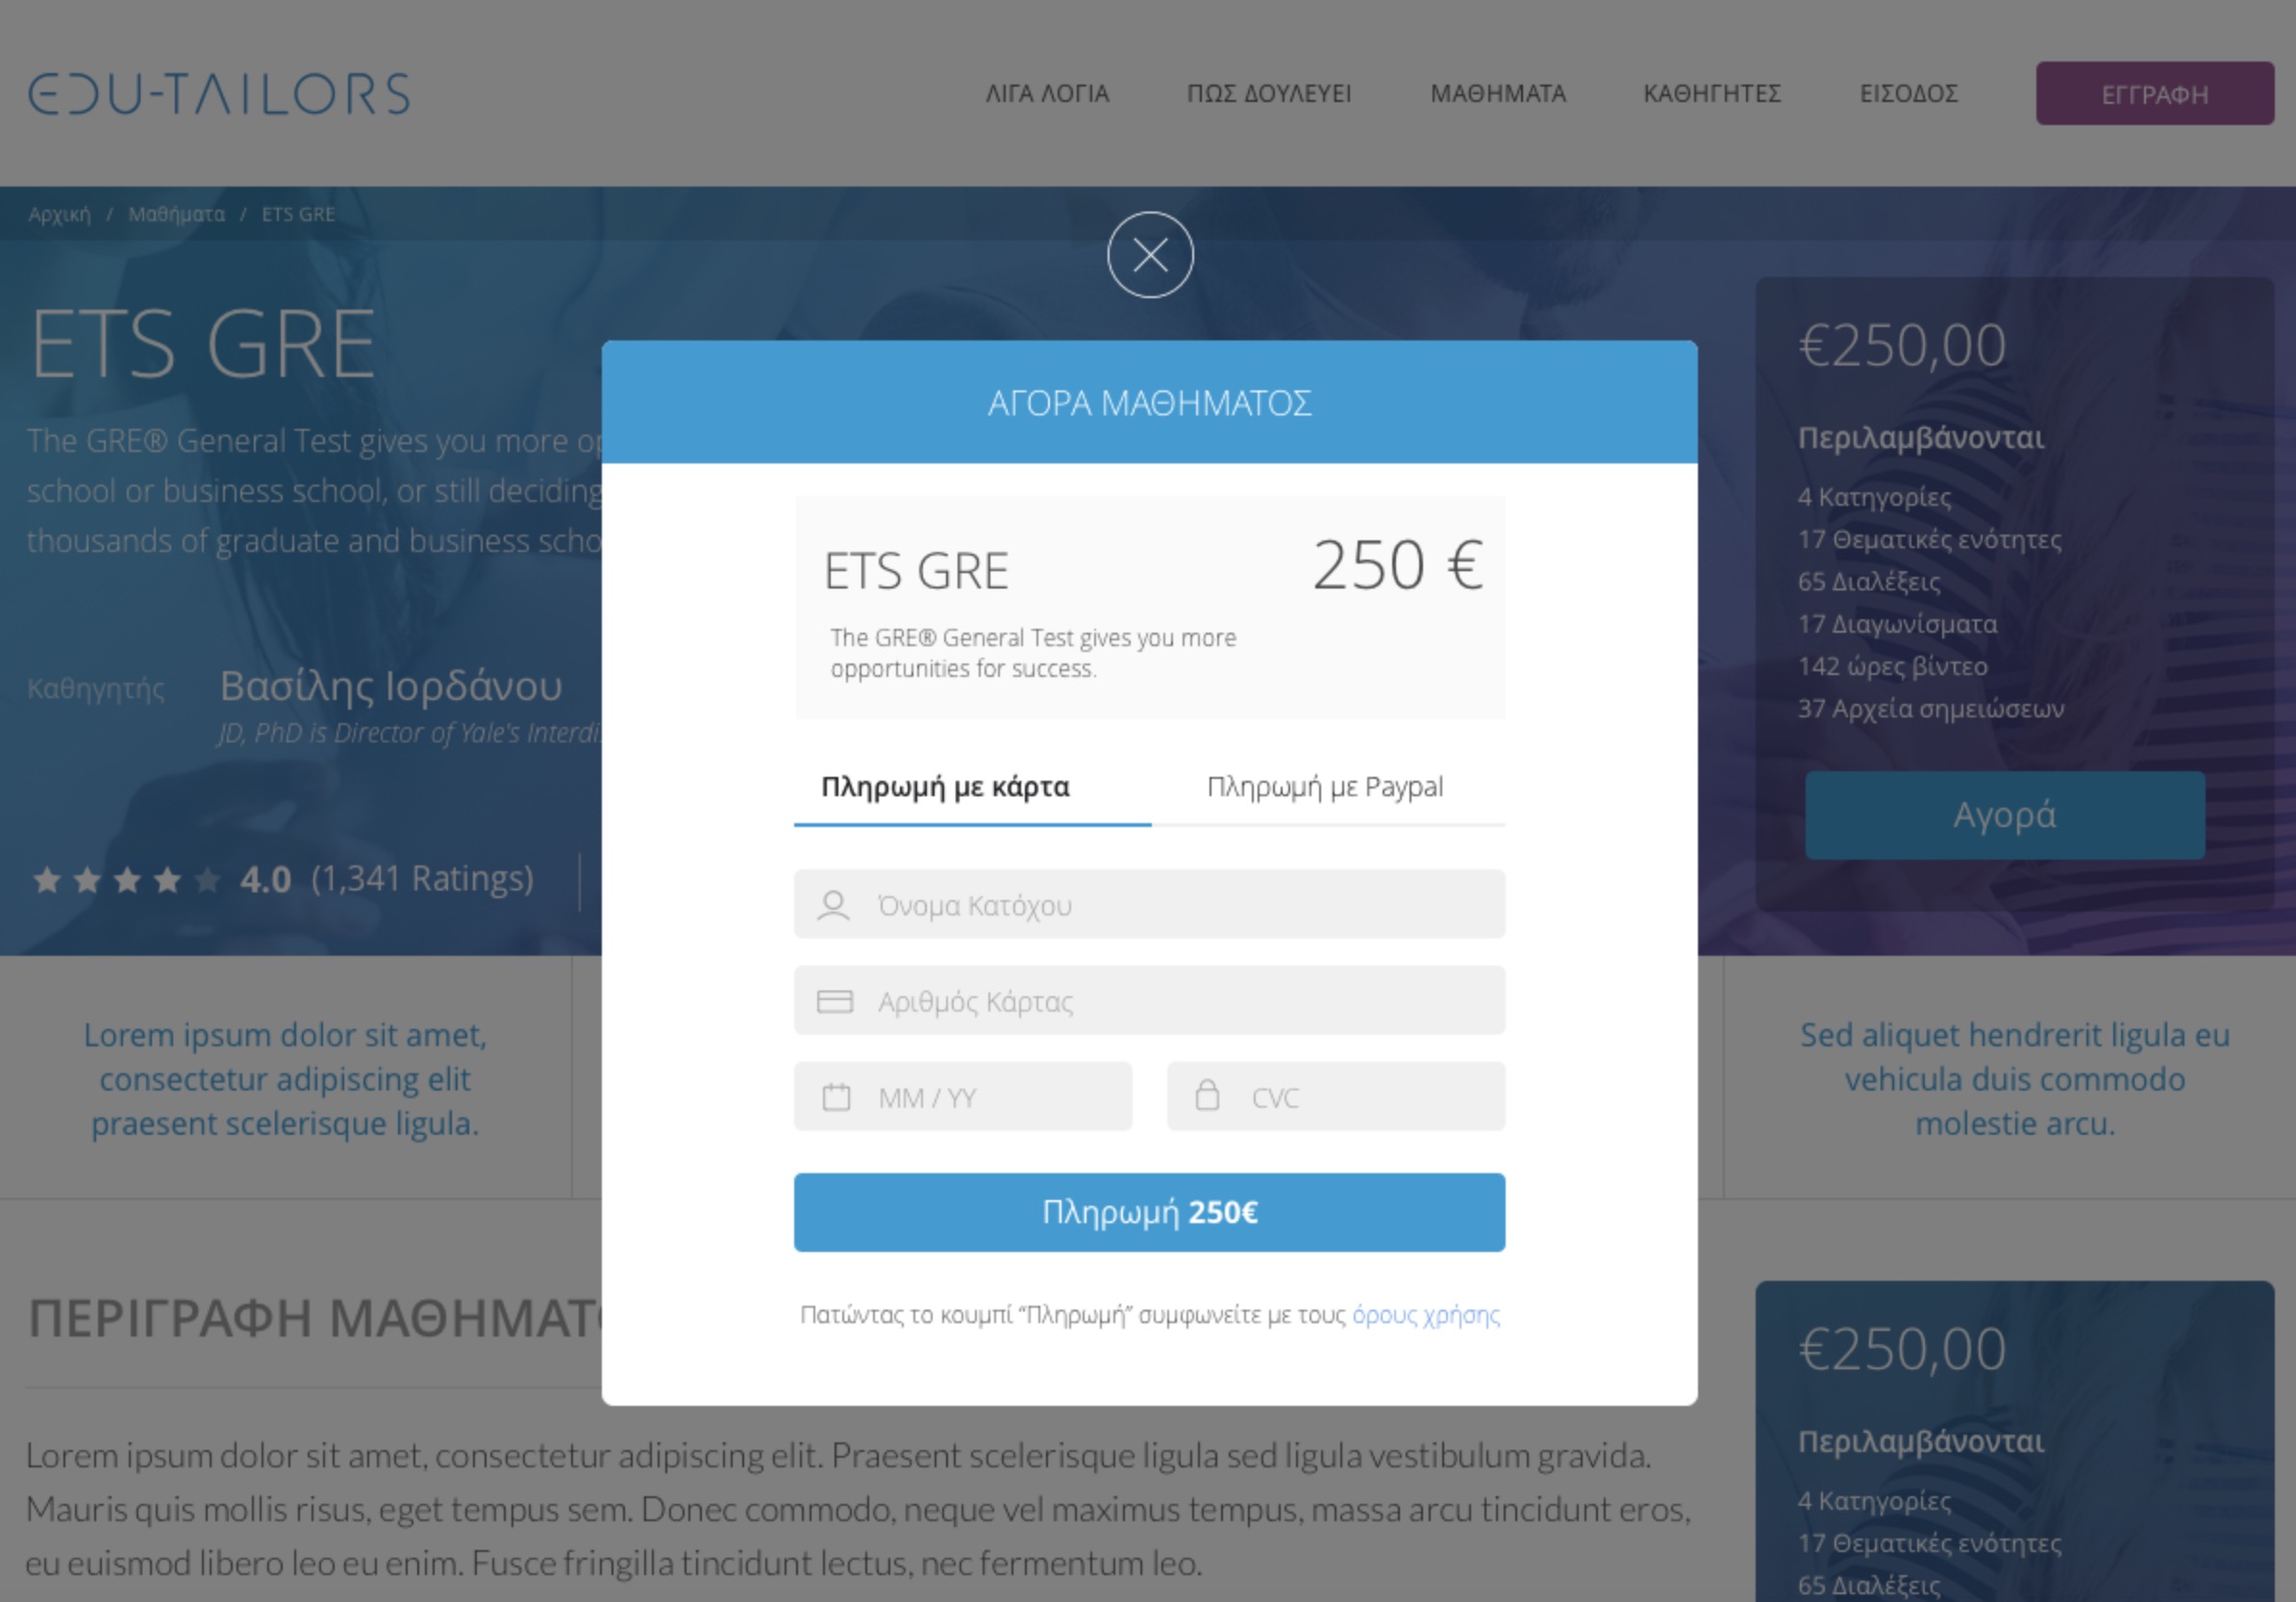 EDU-TAILORS
ΛΙΓΑ ΛΟΓΙΑ
ΠΩΣ ΔΟΥΛΕΥΕΙ
ΜΑΘΗΜΑΤΑ
ΚΑΘΗΓΗΤΕΣ
ΕΙΣΟΔΟΣ
ΕΓΓΡΑΦΗ
Αρχική / Μαθήματα / ETS GRE
ETS GRE
The GRE® General Test gives you more op
school or business school, or still deciding
thousands of graduate and business scho
Καθηγητής
Βασίλης Ιορδάνου
JD, PhD is Director of Yale's Interdi
4.0 (1,341 Ratings)
€250,00
Περιλαμβάνονται
4 Κατηγορίες
17 Θεματικές ενότητες
65 Διαλέξεις
17 Διαγωνίσματα
142 ώρες βίντεο
37 Αρχεία σημειώσεων
Αγορά
ΑΓΟΡΑ ΜΑΘΗΜΑΤΟΣ
ETS GRE
250 €
The GRE® General Test gives you more
opportunities for success.
Πληρωμή με κάρτα
Πληρωμή με Paypal
Όνομα Κατόχου
Αριθμός Κάρτας
MM / YY
CVC
Πληρωμή 250€
Πατώντας το κουμπί “Πληρωμή” συμφωνείτε με τους όρους χρήσης
Lorem ipsum dolor sit amet,
consectetur adipiscing elit
praesent scelerisque ligula.
Sed aliquet hendrerit ligula eu
vehicula duis commodo
molestie arcu.
ΠΕΡΙΓΡΑΦΗ ΜΑΘΗΜΑΤ
Lorem ipsum dolor sit amet, consectetur adipiscing elit. Praesent scelerisque ligula sed ligula vestibulum gravida.
Mauris quis mollis risus, eget tempus sem. Donec commodo, neque vel maximus tempus, massa arcu tincidunt eros,
eu euismod libero leo eu enim. Fusce fringilla tincidunt lectus, nec fermentum leo.
€250,00
Περιλαμβάνονται
4 Κατηγορίες
17 Θεματικές ενότητες
65 Διαλέξεις